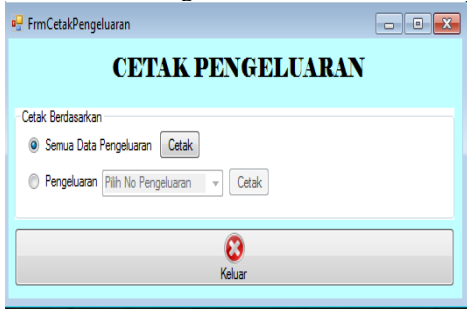 FrmCetakPengeluaran
CETAK PENGELUARAN
Cetak Berdasarkan
Semua Data Pengeluaran Cetak
Pengeluaran Pilih No Pengeluaran Cetak
Keluar